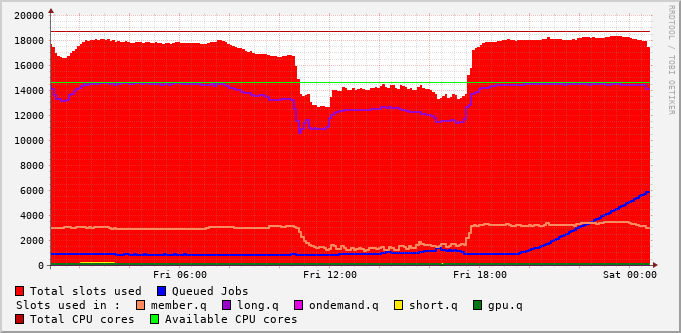 20000
18000
16000
14000
12000
10000
8000
6000
4000
2000
0
Fri 06:00 Fri 12:00 Fri 18:00 Sat 00:00
RRDTOOL / TOBI OETIKER
Total slots used Queued Jobs
Slots used in : member.q long.q ondemand.q short.q gpu.q
Total CPU cores Available CPU cores